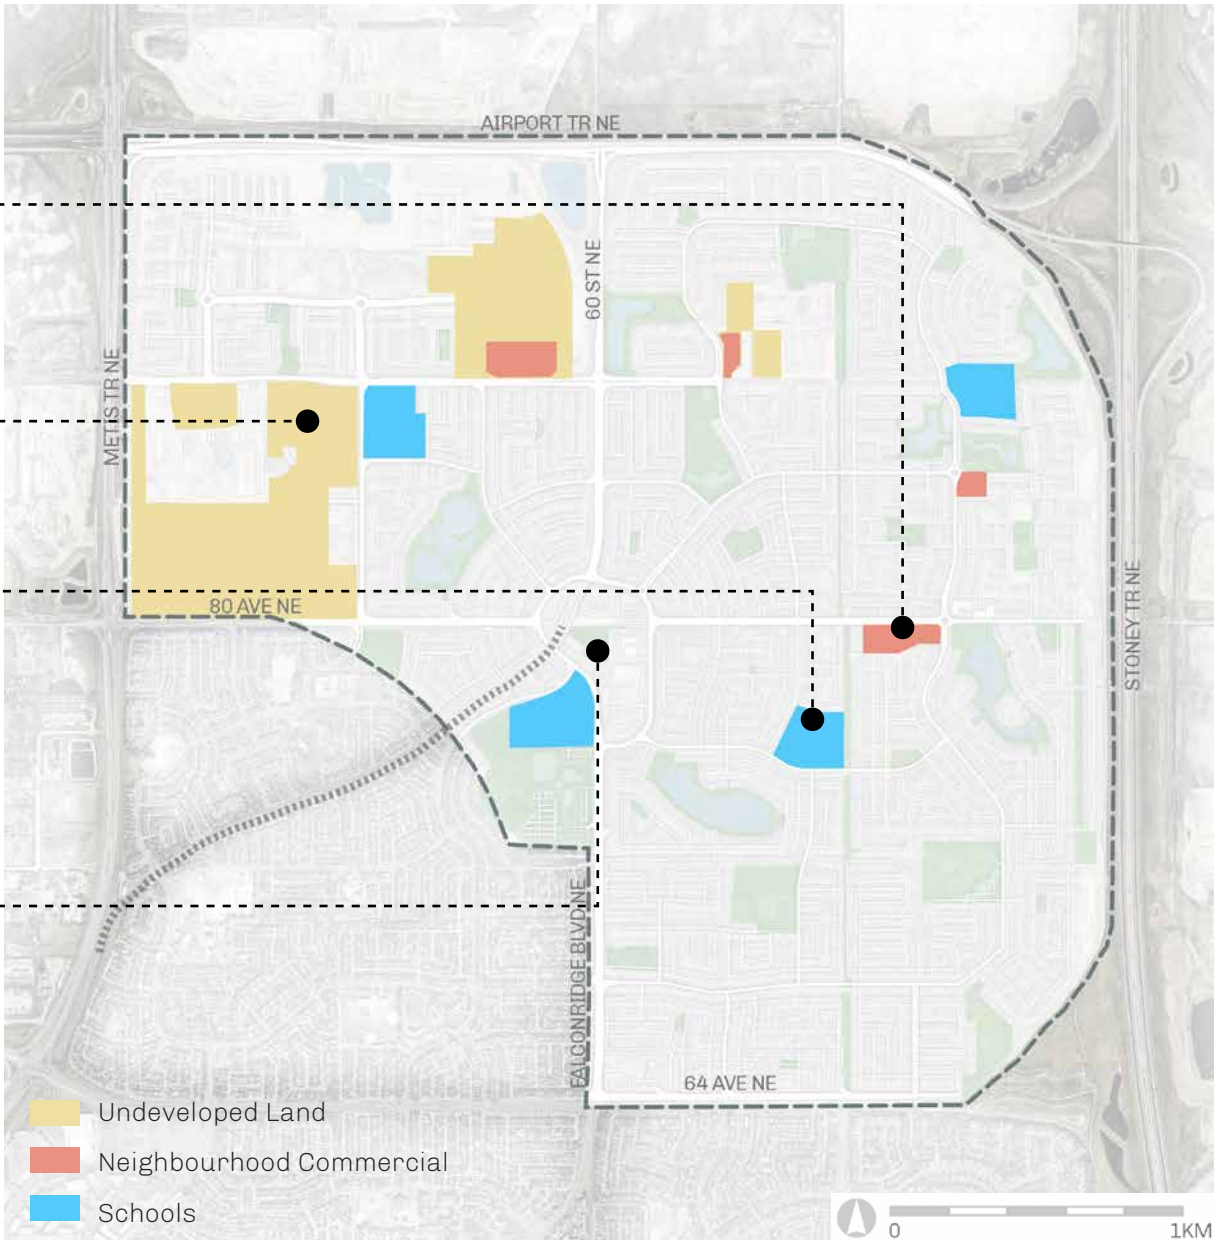 AIRPORT TR NE
60 ST NE
METIS TR NE
80 AVE NE
STONEY TR NE
FALCONRIDGE BLVD NE
64 AVE NE
Undeveloped Land
Neighbourhood Commercial
Schools
0 1KM